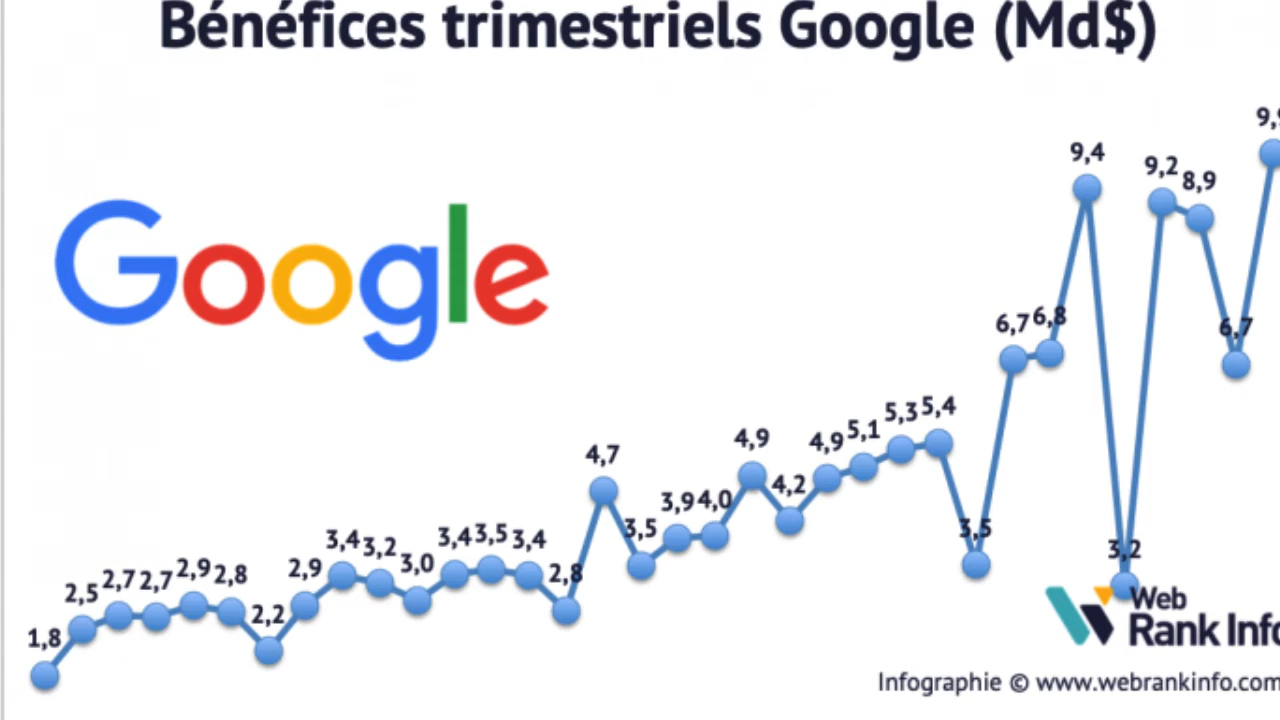 Bénéfices trimestriels Google (Md$)
Google
1,8 2,5 2,7 2,7 2,9 2,8 2,2 2,9 3,4 3,2 3,0 3,4 3,5 3,4 2,8 4,7 3,5 3,9 4,0 4,9 4,2 4,9 5,1 5,3 5,4 3,5 6,7 6,8 9,4 3,2 9,2 8,9 6,7 9,9
Web
Rank Info
Infographie © www.webrankinfo.com